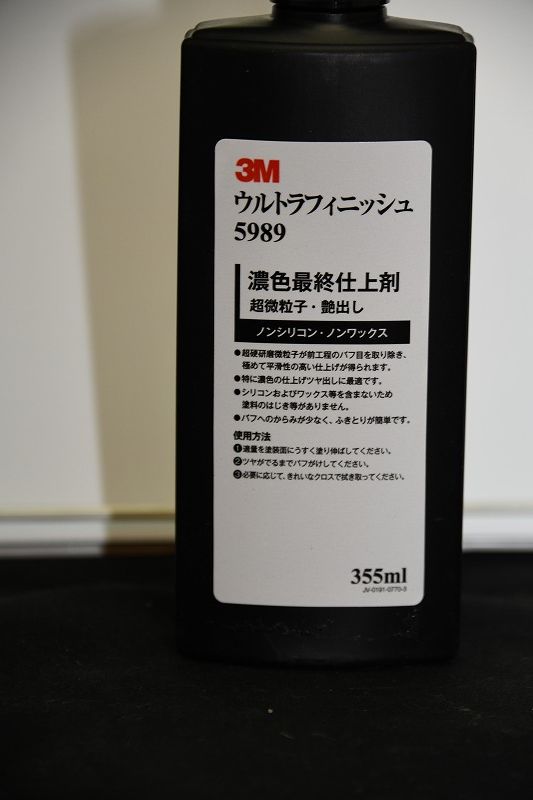 3M
ウルトラフィニッシュ
5989
濃色最終仕上剤
超微粒子・艶出し
ノンシリコン・ノンワックス
●超硬研磨微粒子が前工程のバフ目を取り除き、
極めて平滑性の高い仕上げが得られます。
●特に濃色の仕上げツヤ出しに最適です。
●シリコンおよびワックス等を含まないため
塗料のはじき等がありません。
●バフへのからみが少なく、ふきとりが簡単です。
使用方法
❶適量を塗装面にうすく塗り伸ばしてください。
❷ツヤがでるまでバフがけしてください。
❸必要に応じて、きれいなクロスで拭き取ってください。
355ml
JV-0191-0770-3